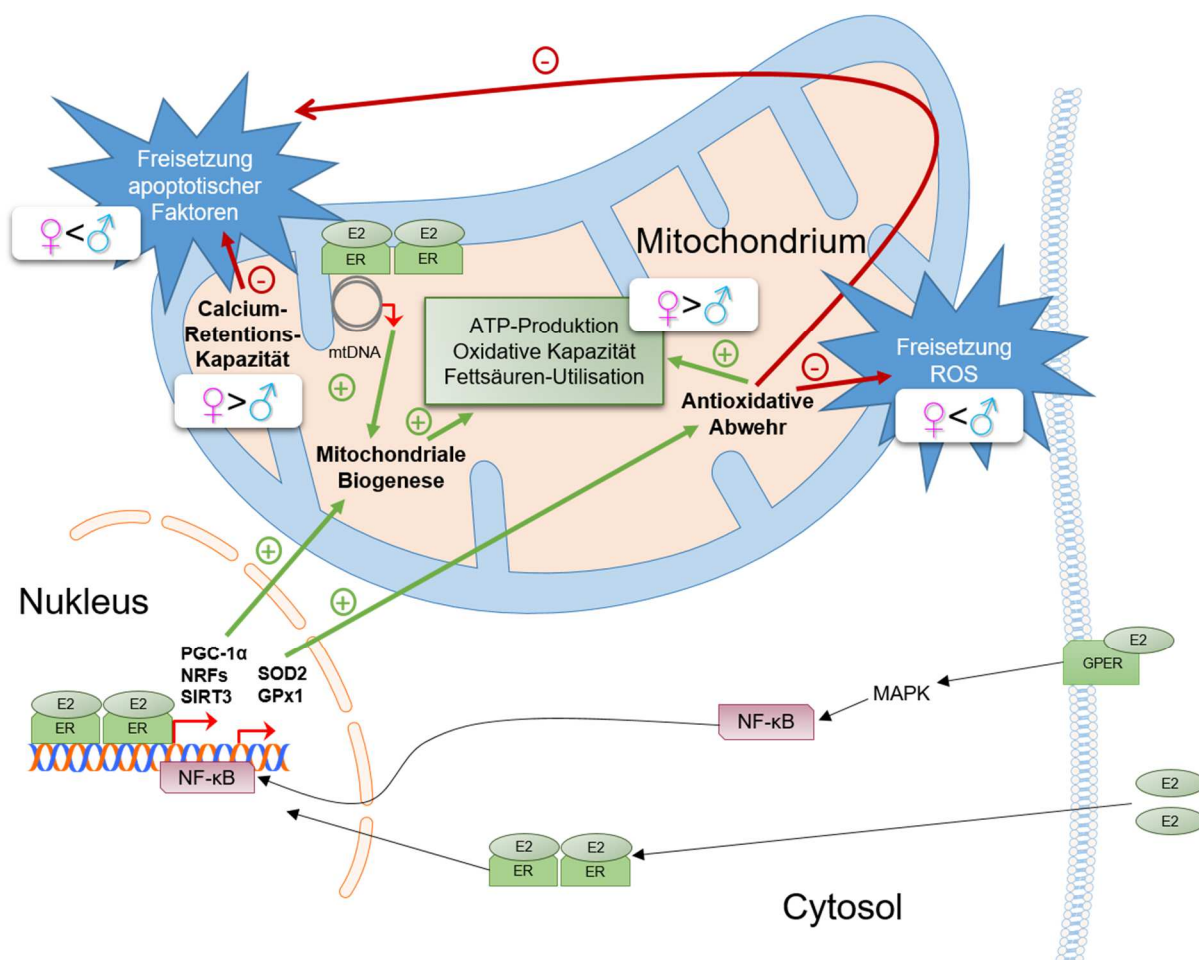 Freisetzung
apoptotischer
Faktoren
♀<♂
-
-
Calcium-
Retentions-
Kapazität
♀>♂
E2
E2
ER
ER
mtDNA
+
Mitochondrium
♀>♂
ATP-Produktion
Oxidative Kapazität
Fettsäuren-Utilisation
+
+
-
Antioxidative
Abwehr
Freisetzung
ROS
♀<♂
Mitochondriale
Biogenese
+
+
Nukleus
PGC-1α
NRFs
SIRT3
SOD2
GPx1
E2
E2
ER
ER
NF-κB
NF-κB
MAPK
E2
GPER
E2
E2
E2
E2
ER
ER
Cytosol